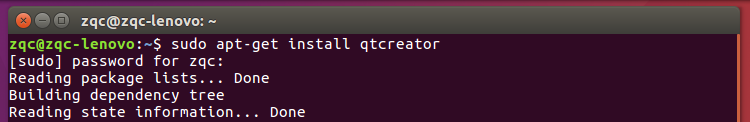 zqc@zqc-lenovo: ~
zqc@zqc-lenovo:~$ sudo apt-get install qtcreator
[sudo] password for zqc:
Reading package lists... Done
Building dependency tree
Reading state information... Done